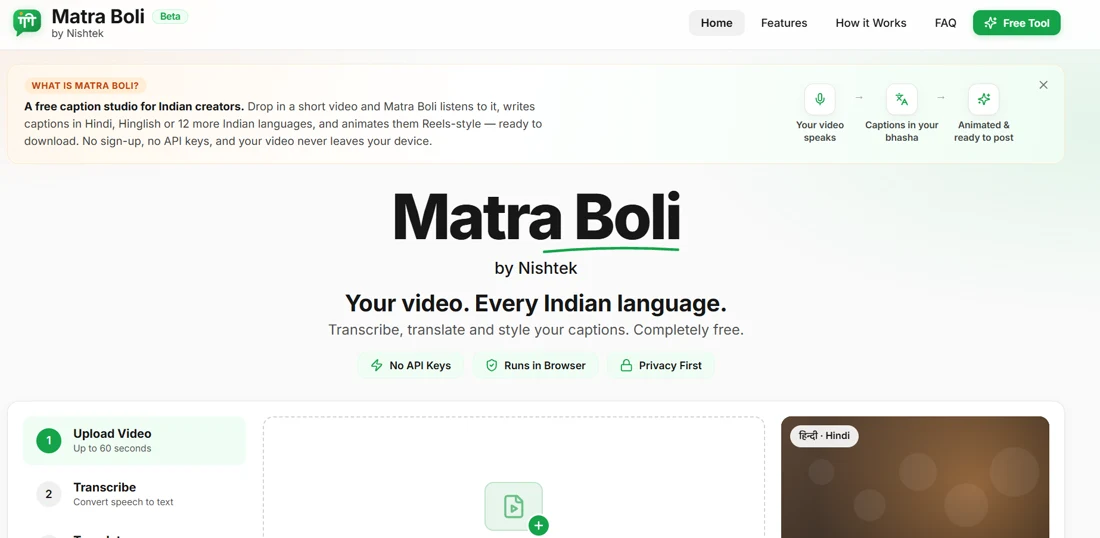 Matra Boli
Beta
by Nishtek
Home
Features
How it Works
FAQ
Free Tool
WHAT IS MATRA BOLI?
A free caption studio for Indian creators. Drop in a short video and Matra Boli listens to it, writes
captions in Hindi, Hinglish or 12 more Indian languages, and animates them Reels-style — ready to
download. No sign-up, no API keys, and your video never leaves your device.
Your video
speaks
→
Captions in your
bhasha
→
Animated &
ready to post
Matra Boli
by Nishtek
Your video. Every Indian language.
Transcribe, translate and style your captions. Completely free.
No API Keys
Runs in Browser
Privacy First
1
Upload Video
Up to 60 seconds
2
Transcribe
Convert speech to text
हिन्दी · Hindi